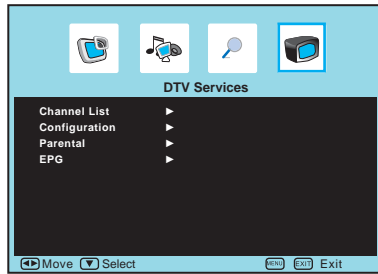 DTV Services
Channel List ►
Configuration ►
Parental ►
EPG ►
◄► Move ▼ Select MENU EXIT Exit